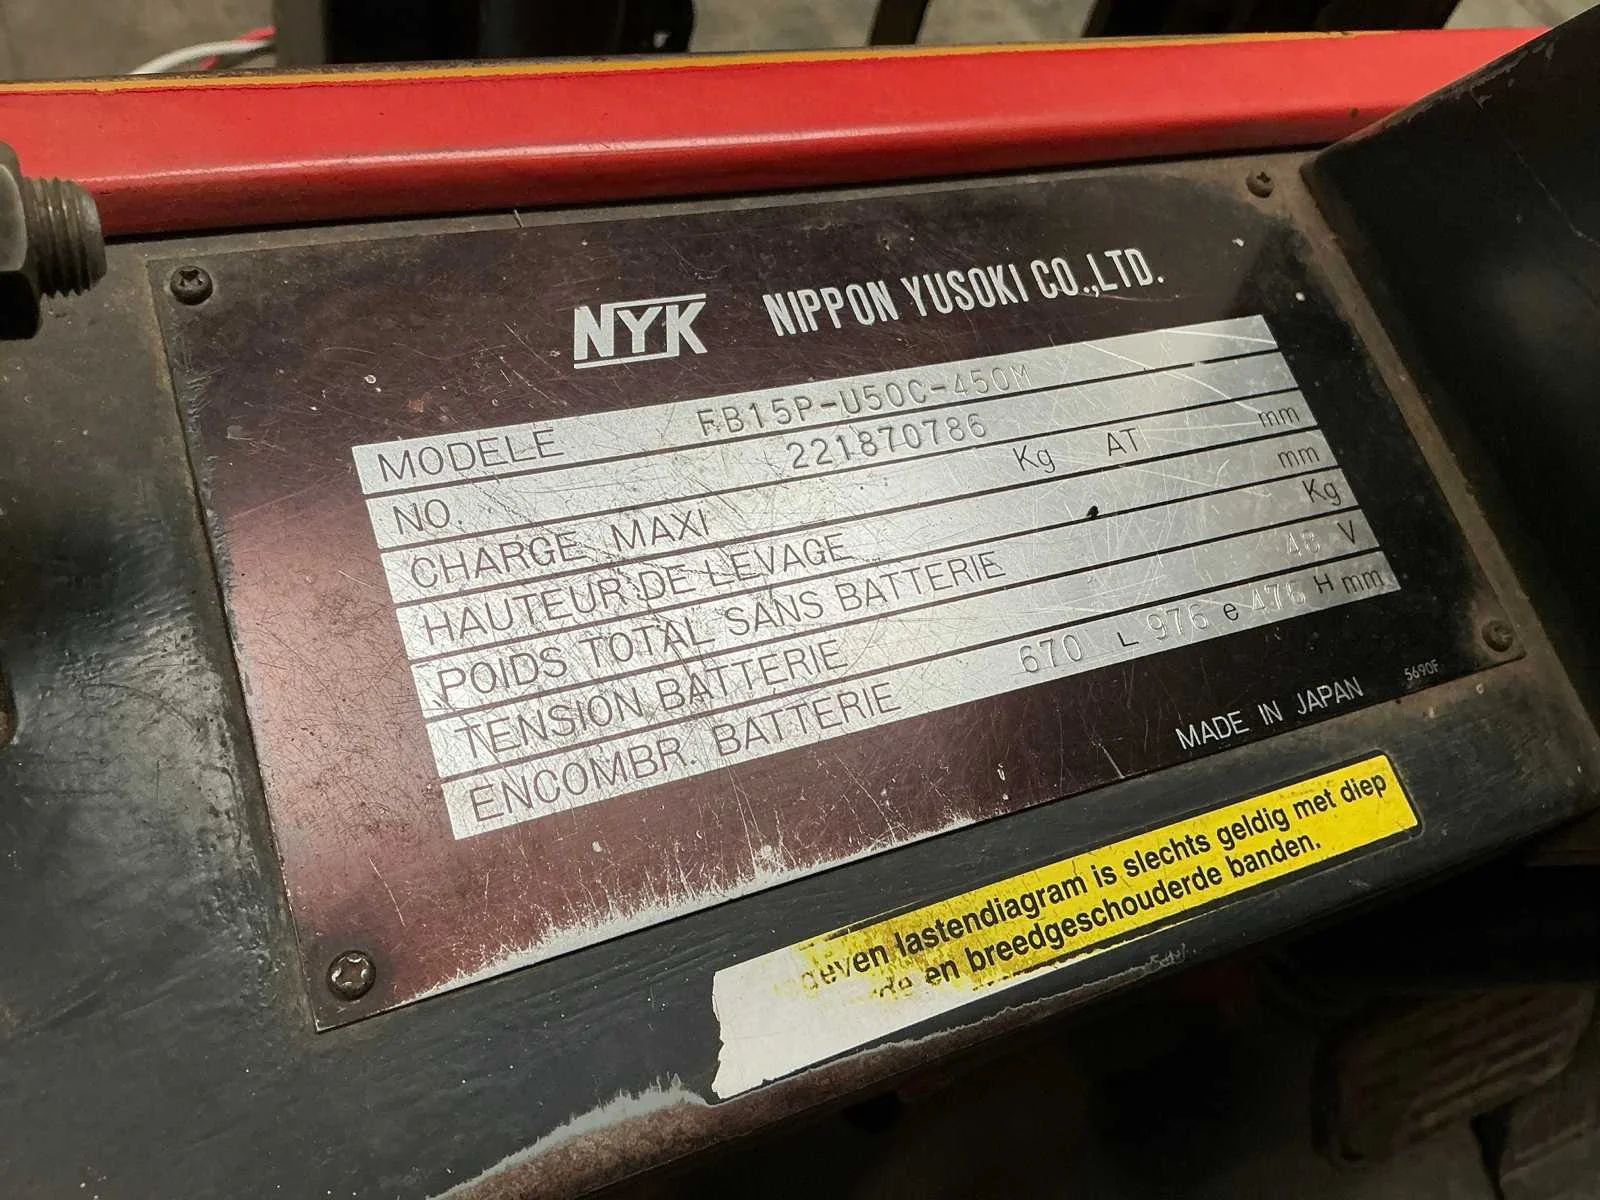 NYK NIPPON YUSOKI CO.,LTD.
MODELE FB15P-U50C-450M
NO. 221870786
CHARGE MAXI Kg AT mm
HAUTEUR DE LEVAGE mm
POIDS TOTAL SANS BATTERIE Kg
TENSION BATTERIE 48 V
ENCOMBR. BATTERIE 670 L 976 e 476 H mm
MADE IN JAPAN 5690F
geven lastendiagram is slechts geldig met diep
de en breedgeschouderde banden.